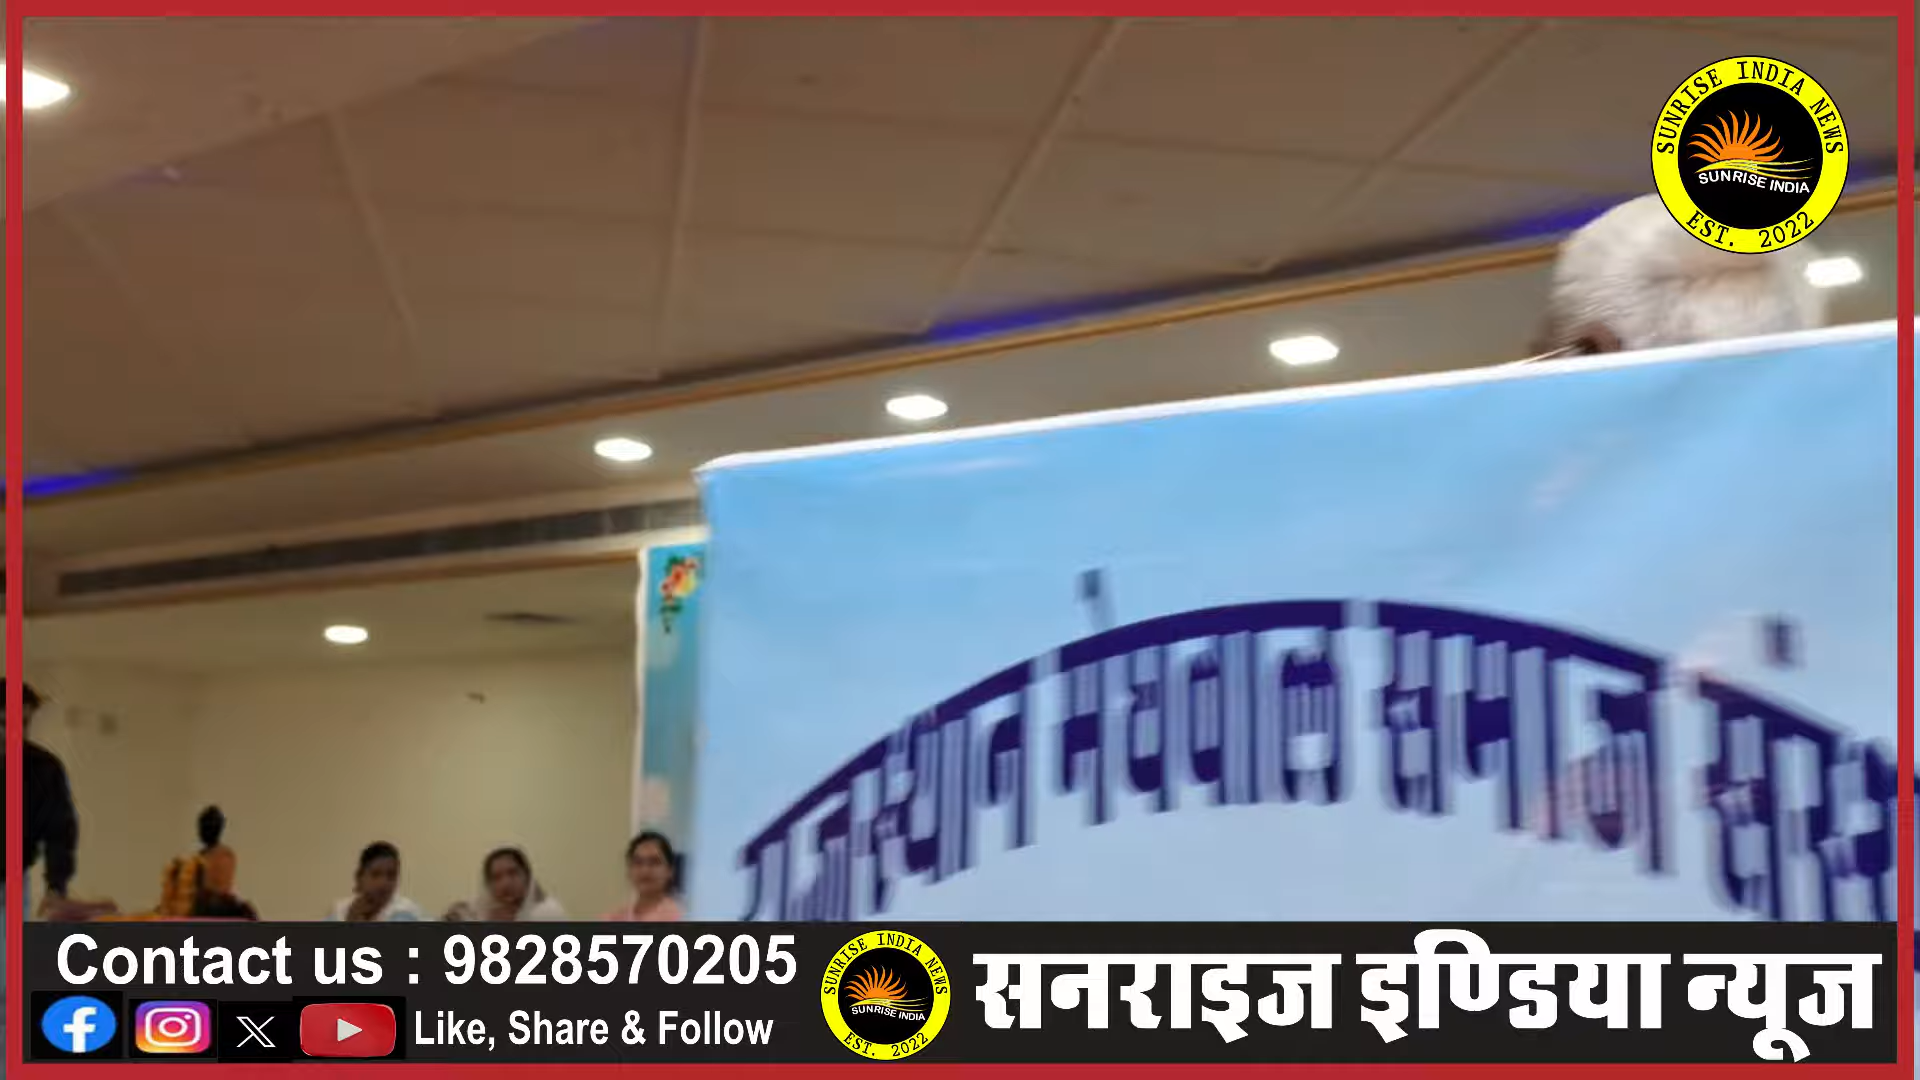 SUNRISE INDIA NEWS
SUNRISE INDIA
EST. 2022
राजस्थान मेघवाल समाज
Contact us : 9828570205
Like, Share & Follow
SUNRISE INDIA NEWS
SUNRISE INDIA
EST. 2022
सनराइज इण्डिया न्यूज